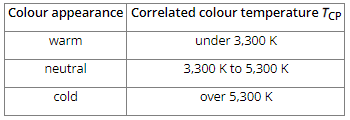 Colour appearance Correlated colour temperature TCP
warm under 3,300 K
neutral 3,300 K to 5,300 K
cold over 5,300 K